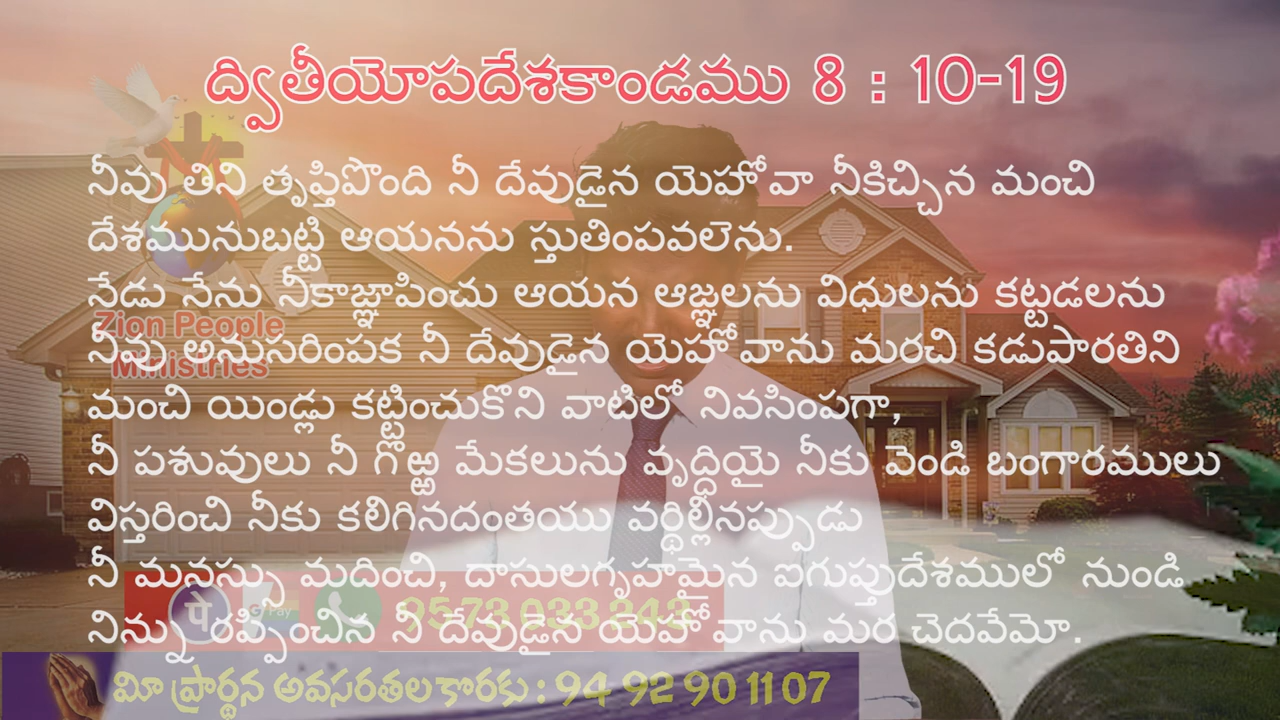 ద్వితీయోపదేశకాండము 8 : 10-19
నీవు తిని తృప్తిపొంది నీ దేవుడైన యెహోవా నీకిచ్చిన మంచి
దేశమునుబట్టి ఆయనను స్తుతింపవలెను.
నేడు నేను నీకాజ్ఞాపించు ఆయన ఆజ్ఞలను విధులను కట్టడలను
Zion People
నీవు అనుసరింపక నీ దేవుడైన యెహోవాను మరచి కడుపారతిని
Ministries
మంచి యిండ్లు కట్టించుకొని వాటిలో నివసింపగా,
నీ పశువులు నీ గొఱ్ఱ మేకలును వృద్ధియై నీకు వెండి బంగారములు
విస్తరించి నీకు కలిగినదంతయు వర్థిల్లినప్పుడు
నీ మనస్సు మదించి, దాసులగృహమైన ఐగుప్తుదేశములో నుండి
G Pay 9573 033 243
నిన్ను రప్పించిన నీ దేవుడైన యెహోవాను మర చెదవేమో.
మీ ప్రార్థన అవసరతల కొరకు : 94 92 90 11 07